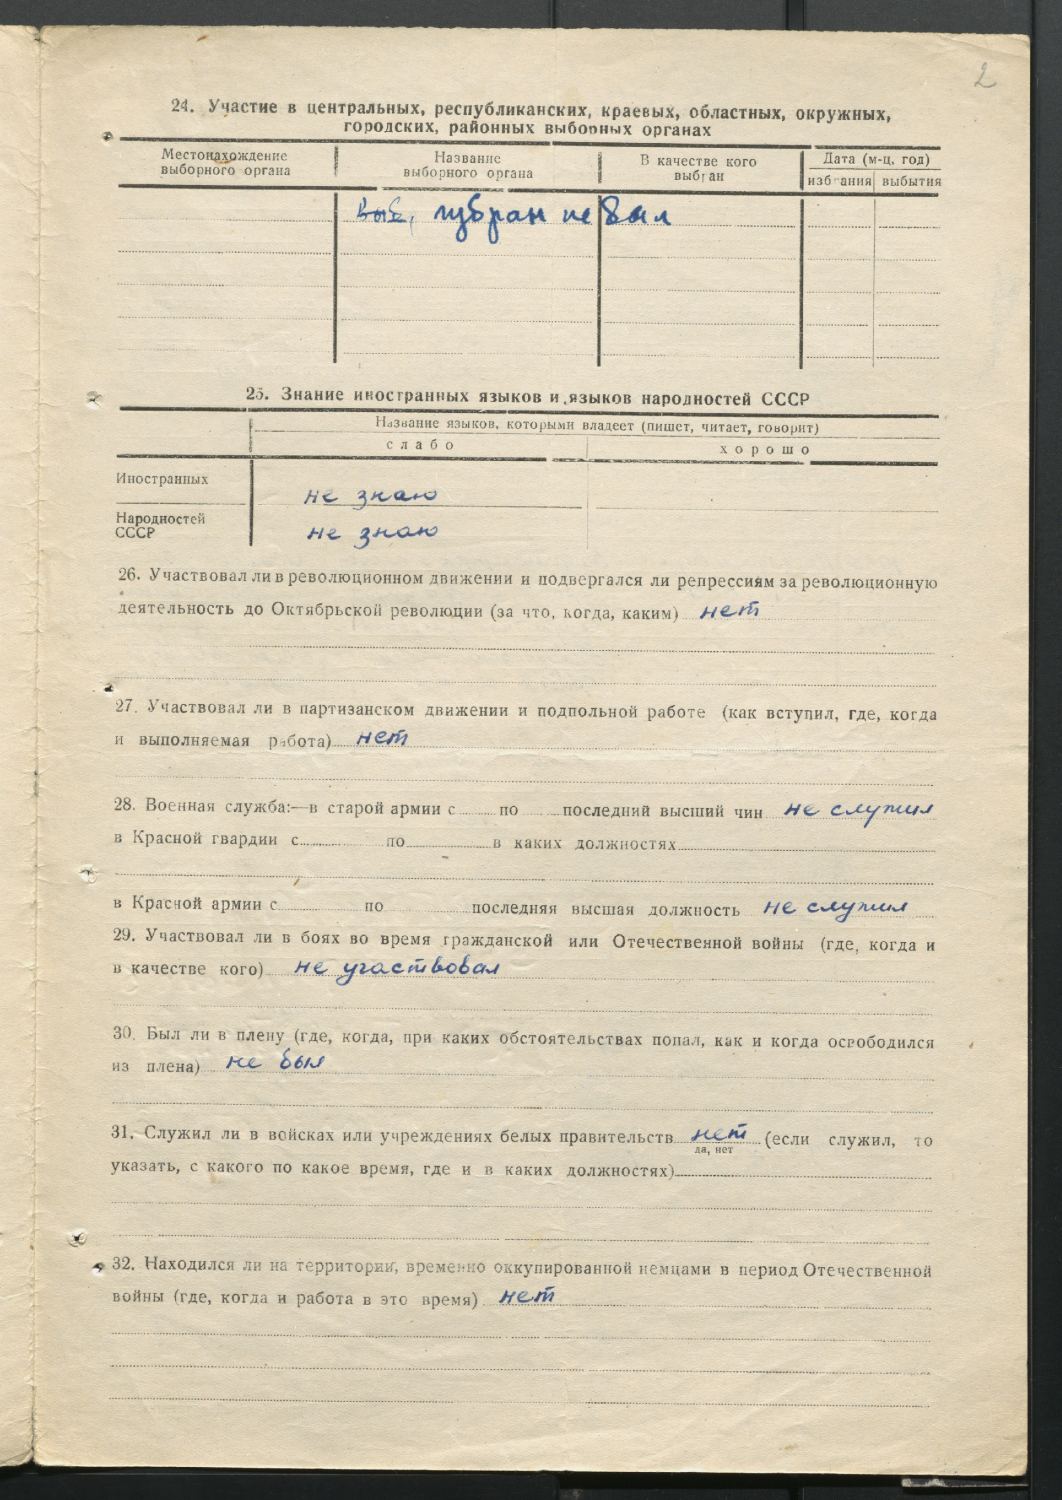 2
24. Участие в центральных, республиканских, краевых, областных, окружных,
городских, районных выборных органах
Местонахождение
выборного органа
Название
выборного органа
В качестве кого
выбран
Дата (м-ц, год)
избрания выбытия
избран не был
25. Знание иностранных языков и языков народностей СССР
Название языков, которыми владеет (пишет, читает, говорит)
слабо
хорошо
Иностранных
не знаю
Народностей
СССР
не знаю
26. Участвовал ли в революционном движении и подвергался ли репрессиям за революционную
деятельность до Октябрьской революции (за что, когда, каким) нет
27. Участвовал ли в партизанском движении и подпольной работе (как вступил, где, когда
и выполняемая работа) нет
28. Военная служба:—в старой армии с по последний высший чин не служил
в Красной гвардии с по в каких должностях
в Красной армии с по последняя высшая должность не служил
29. Участвовал ли в боях во время гражданской или Отечественной войны (где, когда и
в качестве кого) не участвовал
30. Был ли в плену (где, когда, при каких обстоятельствах попал, как и когда освободился
из плена) не был
31. Служил ли в войсках или учреждениях белых правительств нет (если служил, то
да, нет
указать, с какого по какое время, где и в каких должностях)
32. Находился ли на территории, временно оккупированной немцами в период Отечественной
войны (где, когда и работа в это время) нет